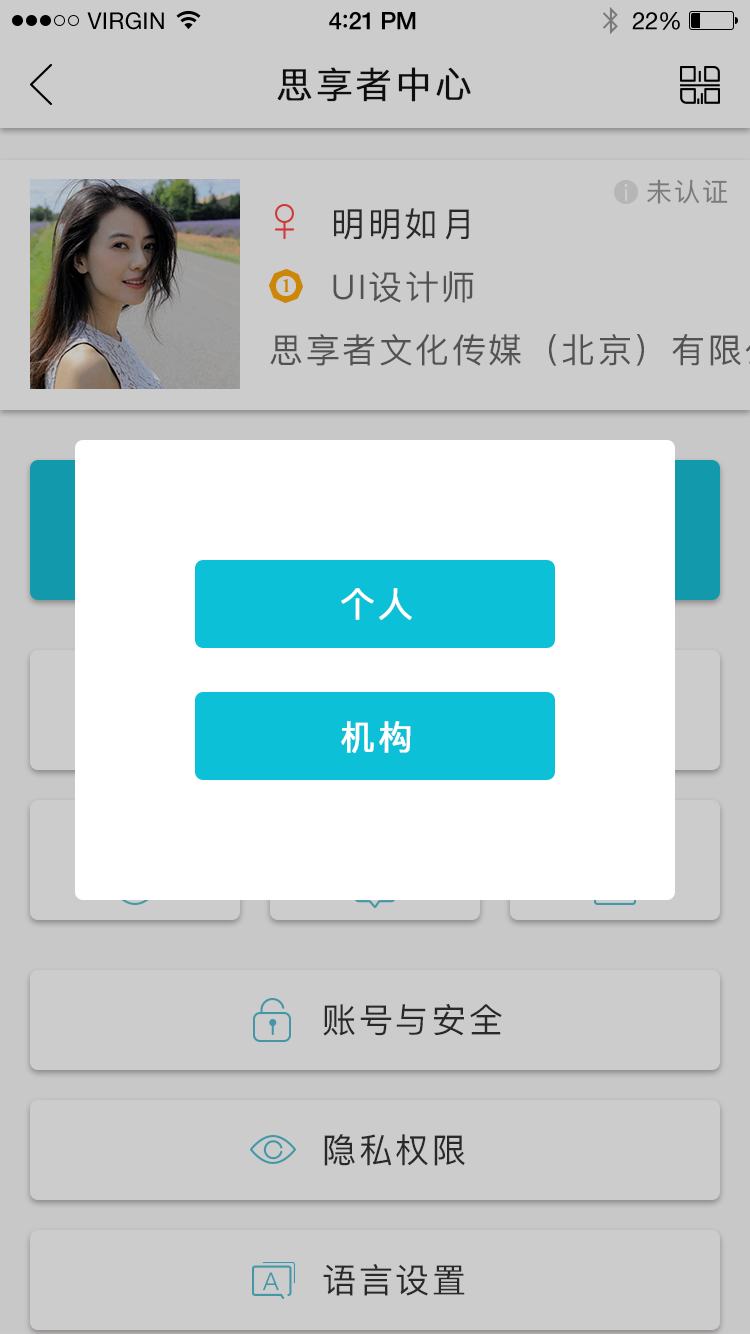 VIRGIN 4:21 PM 22%
思享者中心
未认证
明明如月
1 UI设计师
思享者文化传媒（北京）有限
个人
机构
账号与安全
隐私权限
A 语言设置